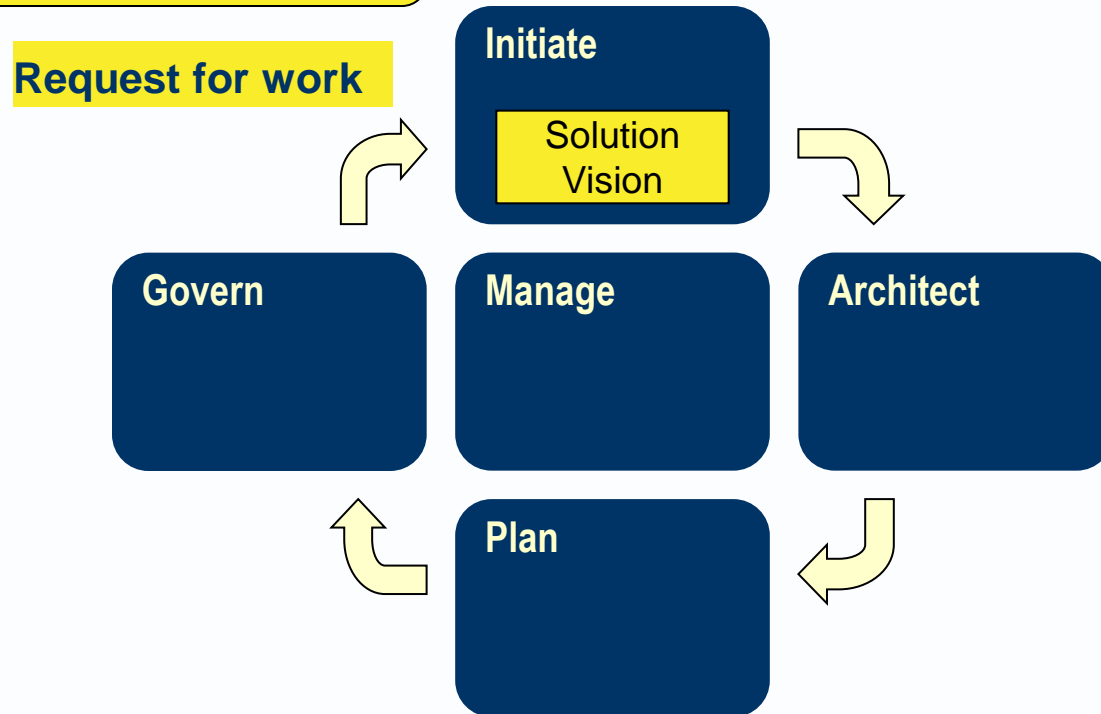 Initiate
Request for work
Solution
Vision
Govern
Manage
Architect
Plan